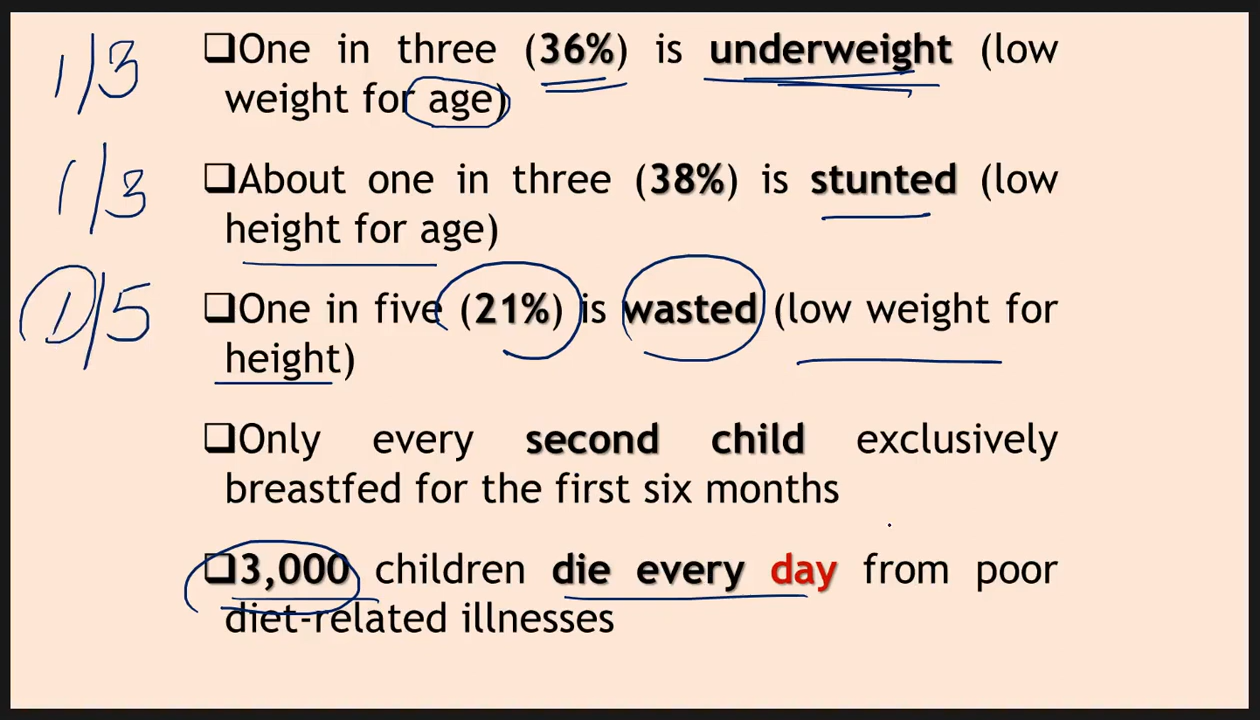 1/3
❑One in three (36%) is underweight (low
weight for age)
1/3
❑About one in three (38%) is stunted (low
height for age)
1/5
❑One in five (21%) is wasted (low weight for
height)
❑Only every second child exclusively
breastfed for the first six months
❑3,000 children die every day from poor
diet-related illnesses